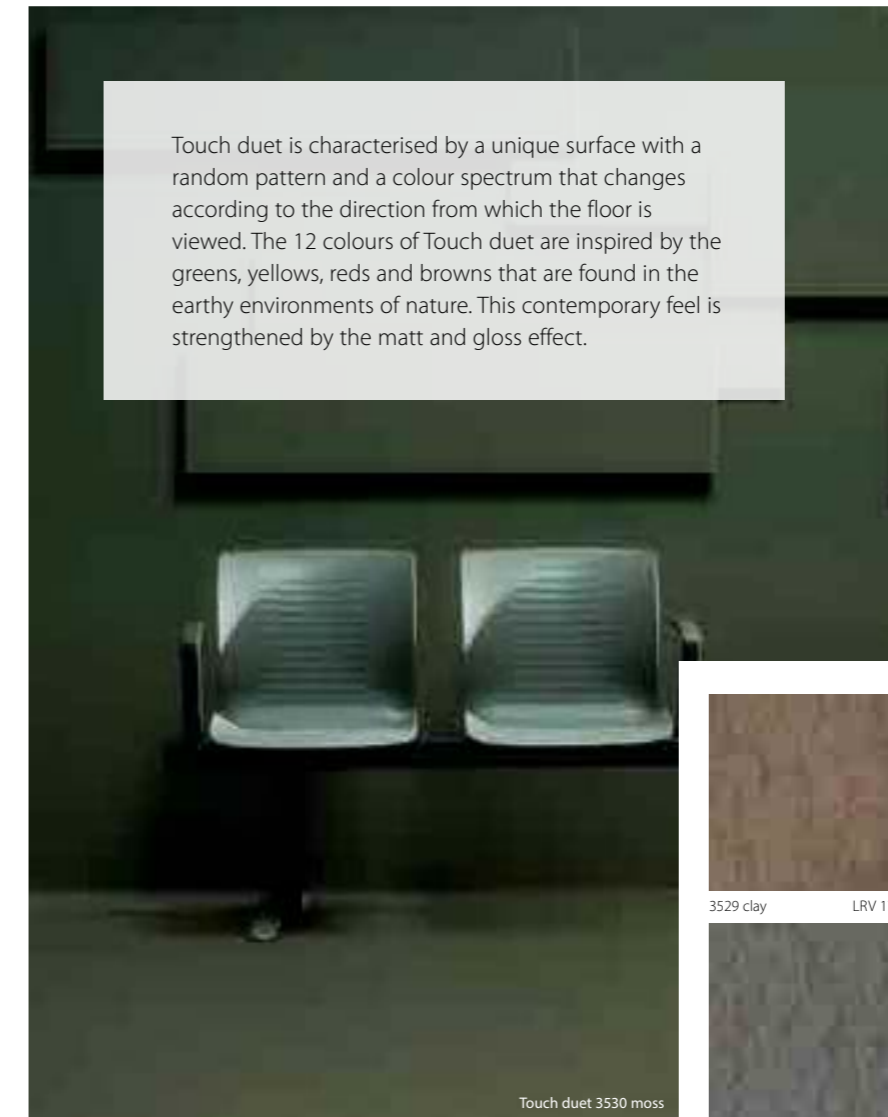 Touch duet is characterised by a unique surface with a
random pattern and a colour spectrum that changes
according to the direction from which the floor is
viewed. The 12 colours of Touch duet are inspired by the
greens, yellows, reds and browns that are found in the
earthy environments of nature. This contemporary feel is
strengthened by the matt and gloss effect.
3529 clay LRV 1
Touch duet 3530 moss